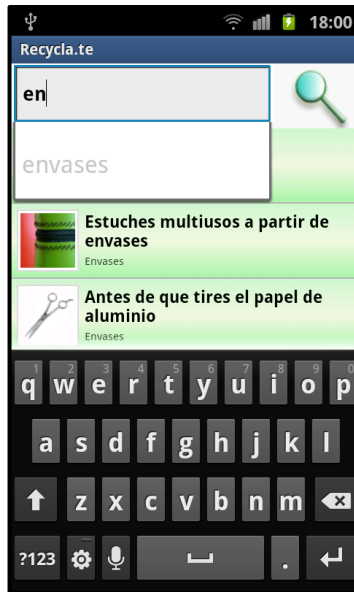 18:00
Recycla.te
en
envases
Estuches multiusos a partir de
envases
Envases
Antes de que tires el papel de
aluminio
Envases
1 2 3 4 5 6 7 8 9 0
q w e r t y u i o p
a s d f g h j k l
z x c v b n m
?123 .